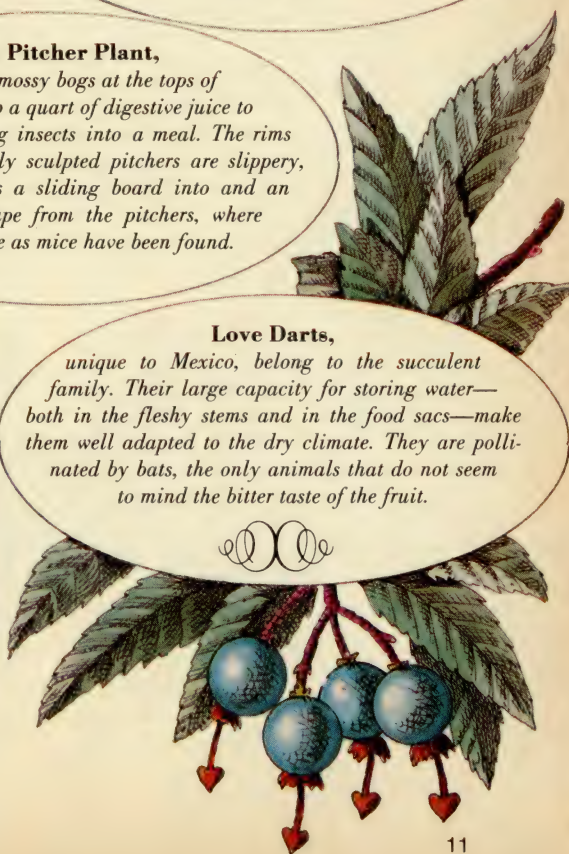 Pitcher Plant,
mossy bogs at the tops of
a quart of digestive juice to
insects into a meal. The rims
sculpted pitchers are slippery,
a sliding board into and an
from the pitchers, where
as mice have been found.
Love Darts,
unique to Mexico, belong to the succulent
family. Their large capacity for storing water—
both in the fleshy stems and in the food sacs—make
them well adapted to the dry climate. They are polli-
nated by bats, the only animals that do not seem
to mind the bitter taste of the fruit.
11